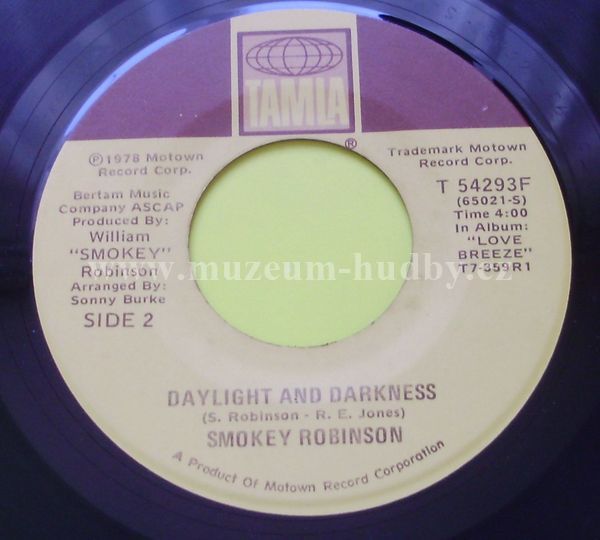 TAMLA
®
℗1978 Motown
Record Corp.
Trademark Motown
Record Corp.
Bertam Music
Company ASCAP
Produced By:
William
"SMOKEY"
Robinson
Arranged By:
Sonny Burke
SIDE 2
T 54293F
(65021-S)
Time 4:00
In Album:
"LOVE
BREEZE"
T7-359R1
www.muzeum-hudby.cz
DAYLIGHT AND DARKNESS
(S. Robinson - R. E. Jones)
SMOKEY ROBINSON
A Product Of Motown Record Corporation